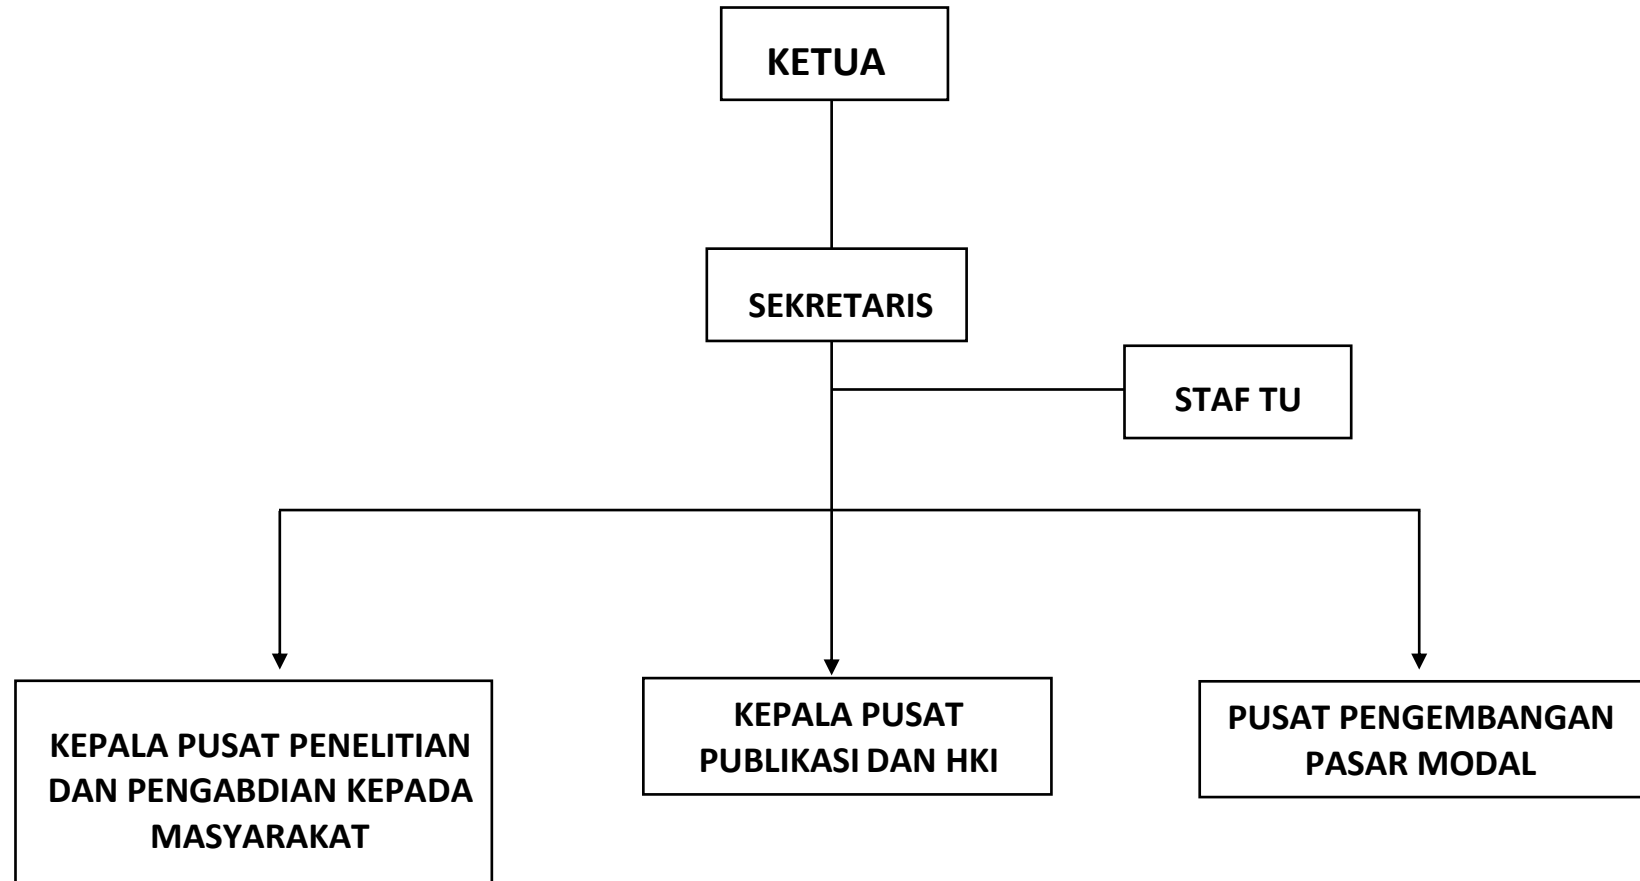 KETUA
SEKRETARIS
STAF TU
KEPALA PUSAT PENELITIAN
DAN PENGABDIAN KEPADA
MASYARAKAT
KEPALA PUSAT
PUBLIKASI DAN HKI
PUSAT PENGEMBANGAN
PASAR MODAL